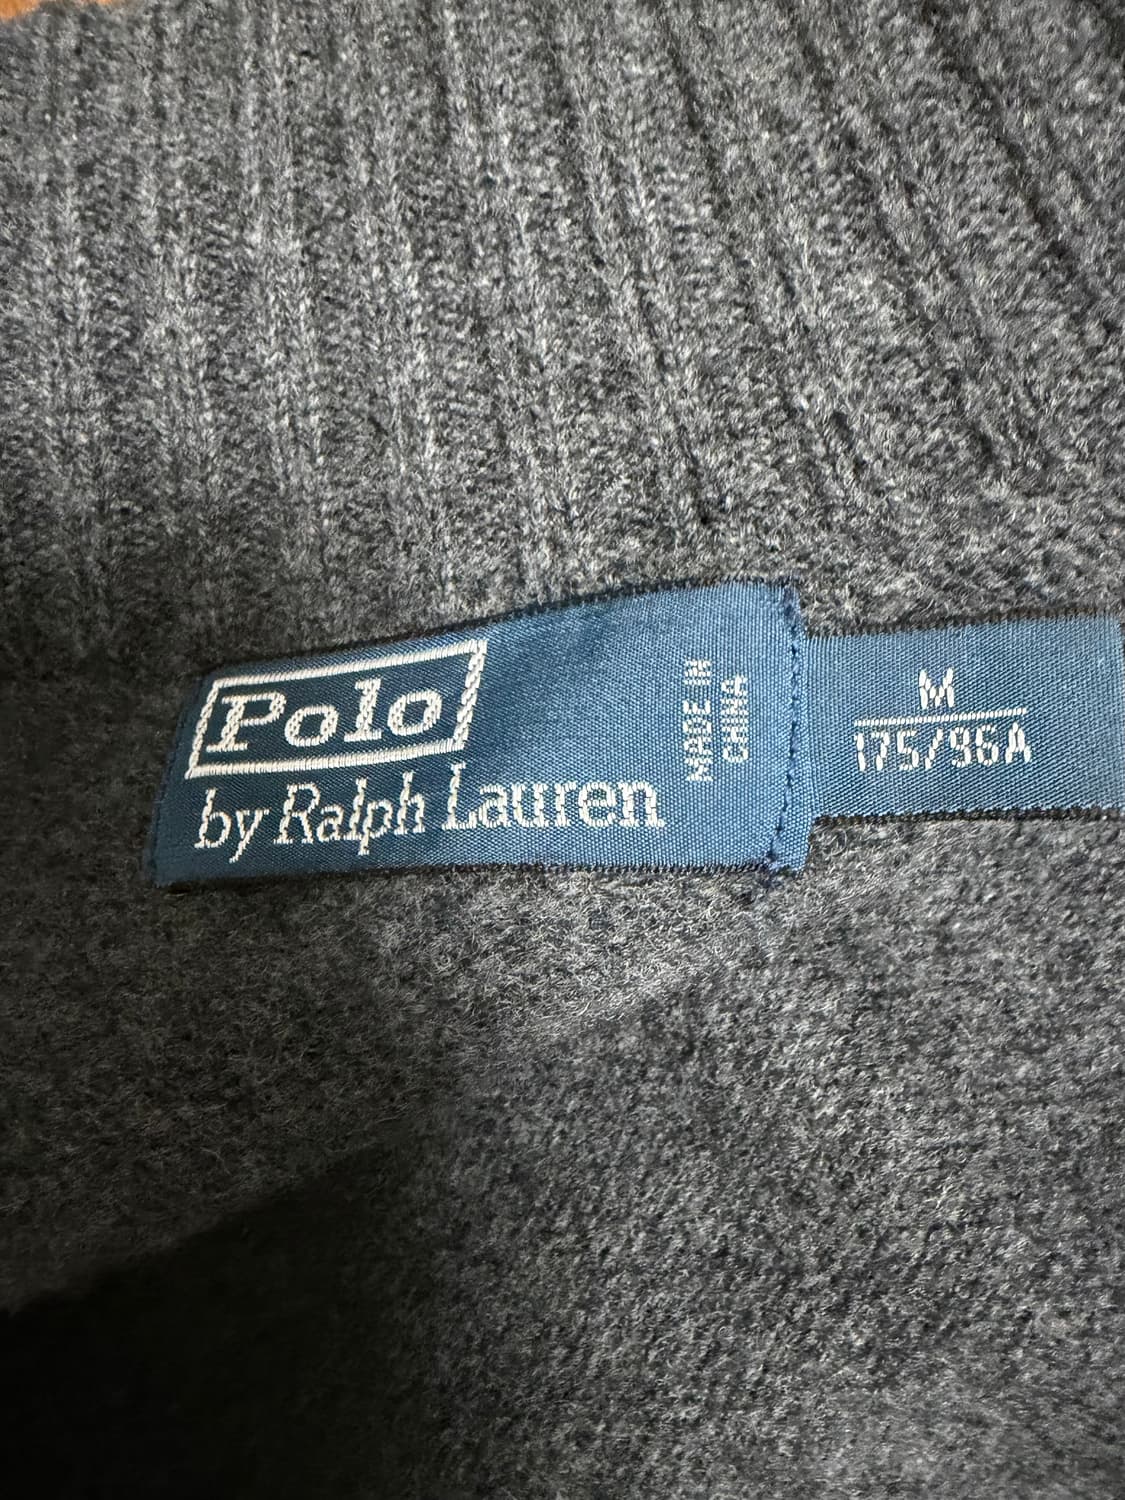 Polo
by Ralph Lauren
MADE IN
CHINA
M
175/96A